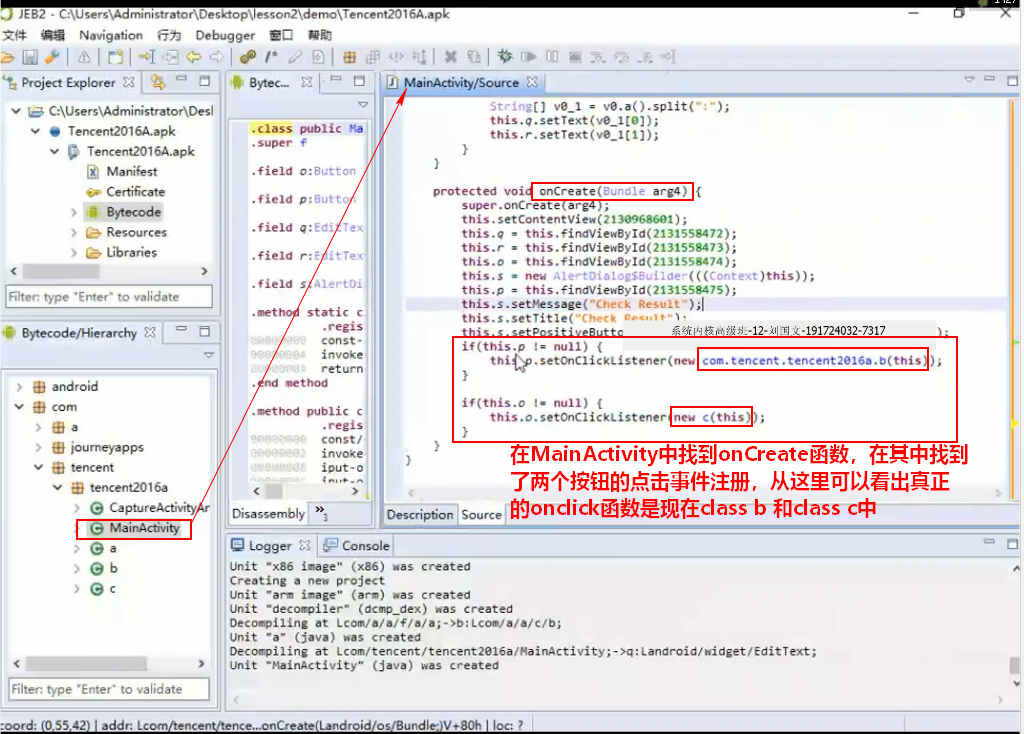 JEB2 - C:\Users\Administrator\Desktop\lesson2\demo\Tencent2016A.apk
文件 编辑 Navigation 行为 Debugger 窗口 帮助
Project Explorer
C:\Users\Administrator\Desl
Tencent2016A.apk
Tencent2016A.apk
Manifest
Certificate
Bytecode
Resources
Libraries
Filter: type "Enter" to validate
Bytecode/Hierarchy
android
com
a
journeyapps
tencent
tencent2016a
CaptureActivityAr
MainActivity
a
b
c
Filter: type "Enter" to validate
Bytec...
.class public Ma
.super f
.field o:Button
.field p:Button
.field q:EditTex
.field r:EditTex
.field s:AlertDi
.method static c
.regis
00000000 const-
00000004 invoke
0000000A return
.end method
.method public c
.regis
00000000 const/
00000002 invoke
00000008 iput-o
Disassembly
»3
MainActivity/Source
String[] v0_1 = v0.a().split(":");
this.q.setText(v0_1[0]);
this.r.setText(v0_1[1]);
}
}
protected void onCreate(Bundle arg4) {
super.onCreate(arg4);
this.setContentView(2130968601);
this.q = this.findViewById(2131558472);
this.r = this.findViewById(2131558473);
this.o = this.findViewById(2131558474);
this.s = new AlertDialog$Builder(((Context)this));
this.p = this.findViewById(2131558475);
this.s.setMessage("Check Result");
this.s.setTitle("Check Result");
this.s.setPositiveButto
系统内核高级班-12-刘国文-191724032-7317
);
if(this.p != null) {
this.p.setOnClickListener(new com.tencent.tencent2016a.b(this));
}
if(this.o != null) {
this.o.setOnClickListener(new c(this));
}
}
}
在MainActivity中找到onCreate函数，在其中找到
了两个按钮的点击事件注册，从这里可以看出真正
的onclick函数是现在class b 和class c中
Description Source
Logger Console
Unit "x86 image" (x86) was created
Creating a new project
Unit "arm image" (arm) was created
Unit "decompiler" (dcmp_dex) was created
Decompiling at Lcom/a/a/f/a/a;->b:Lcom/a/a/c/b;
Unit "a" (java) was created
Decompiling at Lcom/tencent/tencent2016a/MainActivity;->q:Landroid/widget/EditText;
Unit "MainActivity" (java) was created
coord: (0,55,42) | addr: Lcom/tencent/tence...onCreate(Landroid/os/Bundle;)V+80h | loc: ?